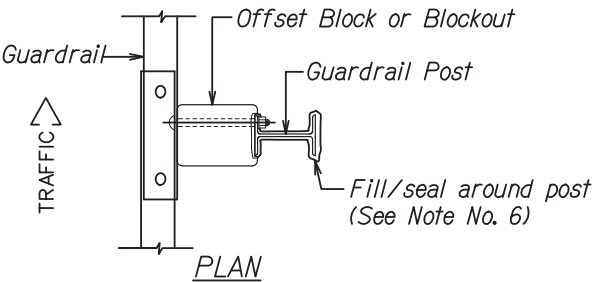 Offset Block or Blockout
Guardrail
Guardrail Post
TRAFFIC
Fill/seal around post
(See Note No. 6)
PLAN